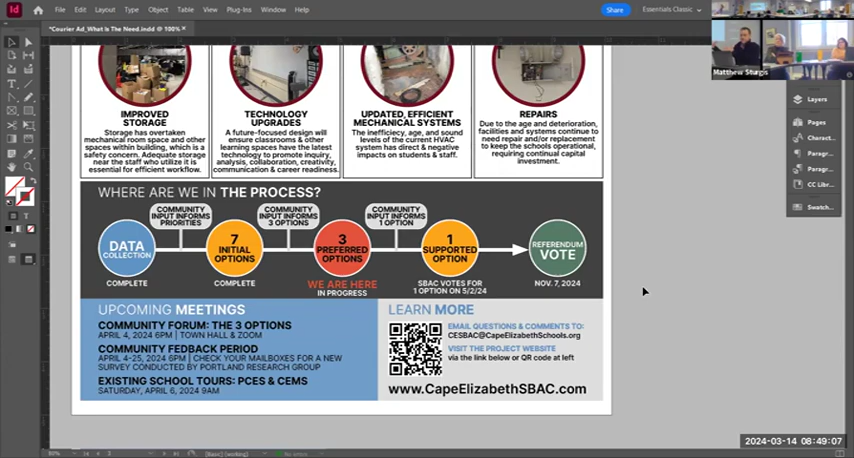 File Edit Layout Type Object Table View Plug-Ins Window Help
Share
Essentials Classic
*Courier Ad_What Is The Need.indd @ 100%
Matthew Sturgis
Layers
Pages
Charact...
Paragr...
Paragr...
CC Libr...
Swatch...
IMPROVED
STORAGE
Storage has overtaken
mechanical room space and other
spaces within building, which is a
safety concern. Adequate storage
near the staff who utilize it is
essential for efficient workflow.
TECHNOLOGY
UPGRADES
A future-focused design will
ensure classrooms & other
learning spaces have the latest
technology to promote inquiry,
analysis, collaboration, creativity,
communication & career readiness.
UPDATED, EFFICIENT
MECHANICAL SYSTEMS
The inefficiecy, age, and sound
levels of the current HVAC
system has direct & negative
impacts on students & staff.
REPAIRS
Due to the age and deterioration,
facilities and systems continue to
need repair and/or replacement
to keep the schools operational,
requiring continual capital
investment.
WHERE ARE WE IN THE PROCESS?
COMMUNITY
INPUT INFORMS
PRIORITIES
COMMUNITY
INPUT INFORMS
3 OPTIONS
COMMUNITY
INPUT INFORMS
1 OPTION
DATA
COLLECTION
7
INITIAL
OPTIONS
3
PREFERRED
OPTIONS
1
SUPPORTED
OPTION
REFERENDUM
VOTE
COMPLETE
COMPLETE
WE ARE HERE
IN PROGRESS
SBAC VOTES FOR
1 OPTION ON 5/2/24
NOV. 7, 2024
UPCOMING MEETINGS
COMMUNITY FORUM: THE 3 OPTIONS
APRIL 4, 2024 6PM | TOWN HALL & ZOOM
COMMUNITY FEDBACK PERIOD
APRIL 4-25, 2024 6PM | CHECK YOUR MAILBOXES FOR A NEW
SURVEY CONDUCTED BY PORTLAND RESEARCH GROUP
EXISTING SCHOOL TOURS: PCES & CEMS
SATURDAY, APRIL 6, 2024 9AM
LEARN MORE
EMAIL QUESTIONS & COMMENTS TO:
CESBAC@CapeElizabethSchools.org
VISIT THE PROJECT WEBSITE
via the link below or QR code at left
www.CapeElizabethSBAC.com
[Basic] (working)
2024-03-14 08:49:07